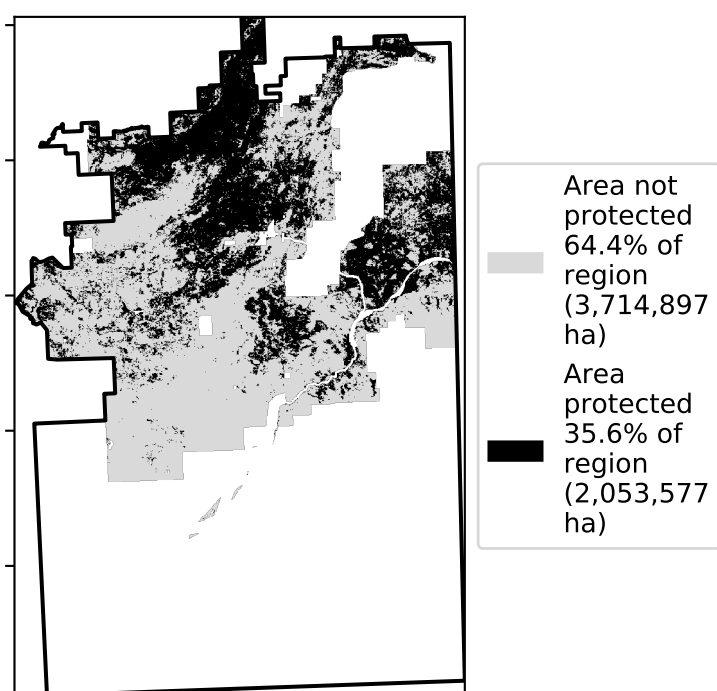 Area not
protected
64.4% of
region
(3,714,897
ha)
Area
protected
35.6% of
region
(2,053,577
ha)